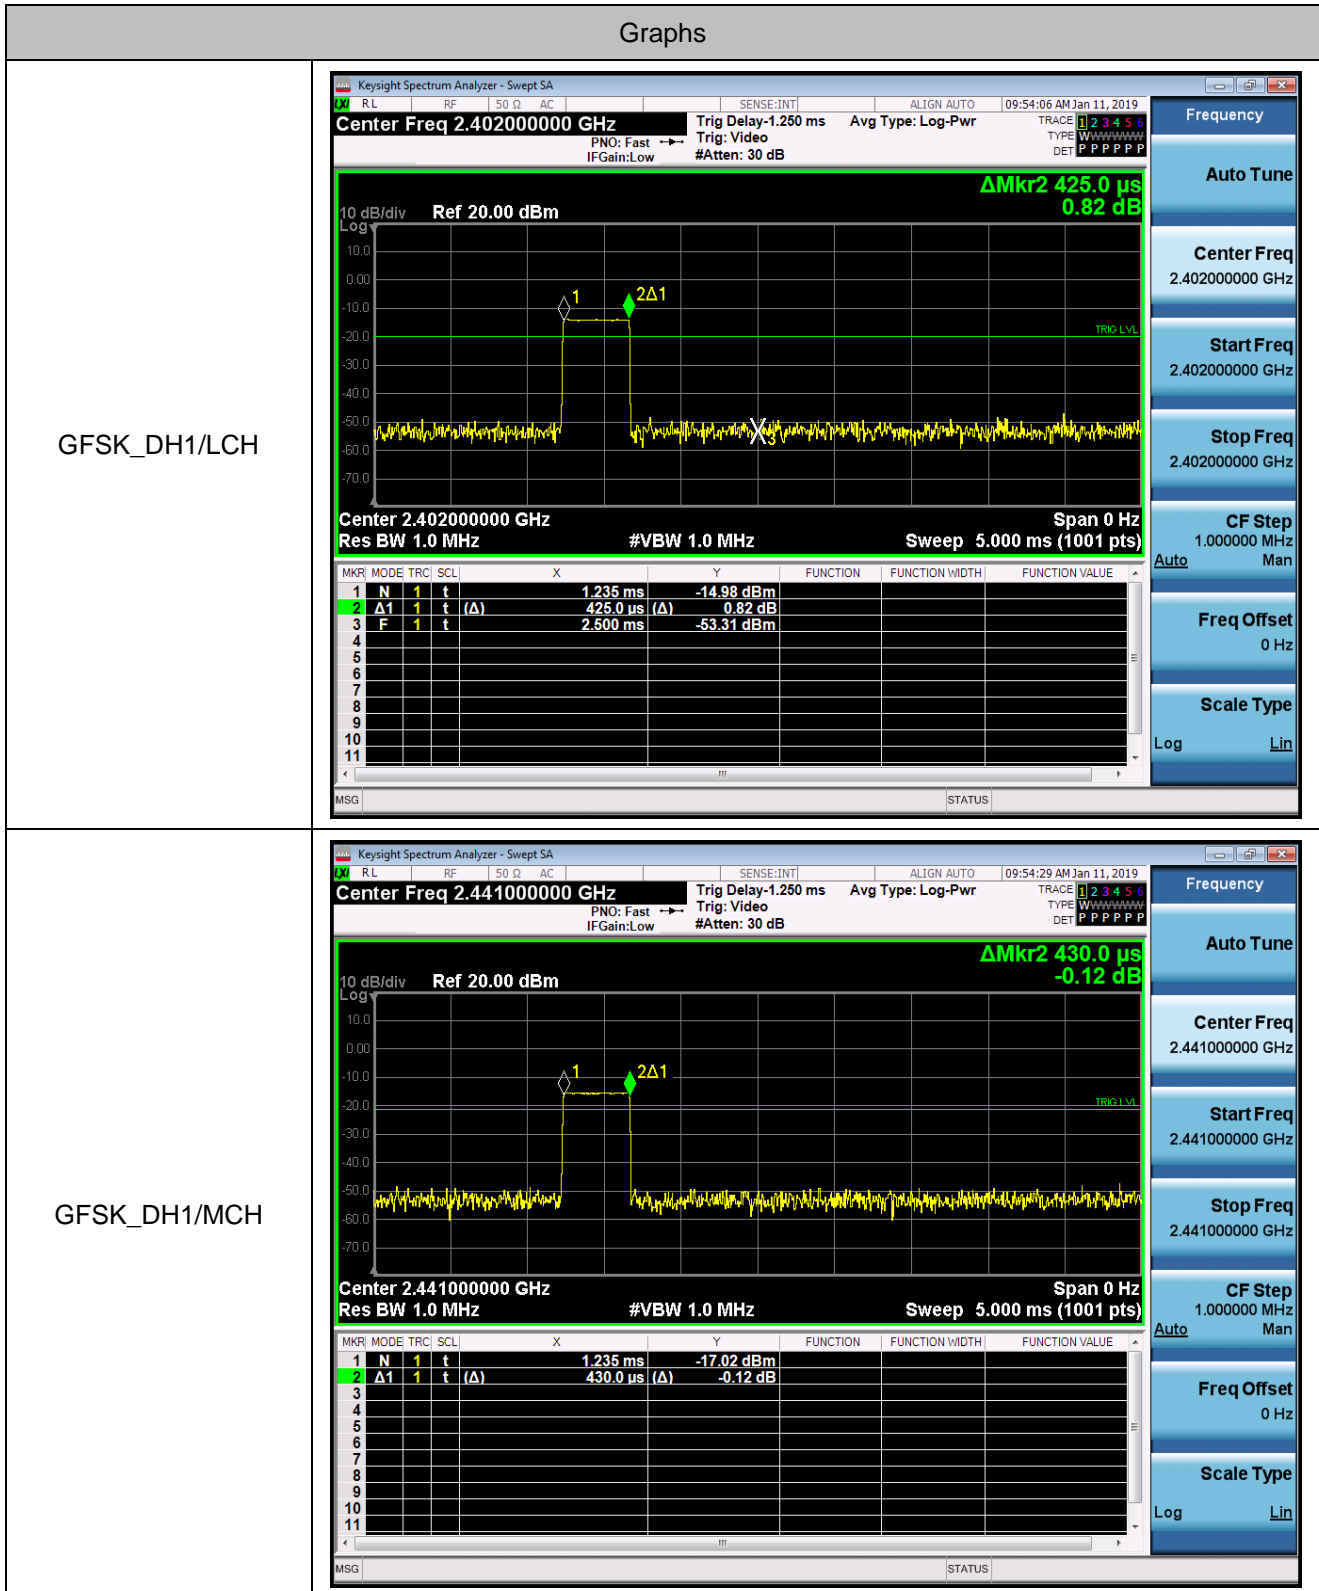 Graphs
GFSK_DH1/LCH
Keysight Spectrum Analyzer - Swept SA
RL RF 50 Ω AC SENSE:INT ALIGN AUTO 09:54:06 AM Jan 11, 2019
Center Freq 2.402000000 GHz Trig Delay-1.250 ms Avg Type: Log-Pwr TRACE 1 2 3 4 5 6
PNO: Fast Trig: Video TYPE WWWWWW
IFGain:Low #Atten: 30 dB DET P P P P P P
ΔMkr2 425.0 µs
0.82 dB
10 dB/div Ref 20.00 dBm
Log
10.0
0.00
-10.0
-20.0
-30.0
-40.0
-50.0
-60.0
-70.0
1 2Δ1
TRIG LVL
3
Center 2.402000000 GHz Span 0 Hz
Res BW 1.0 MHz #VBW 1.0 MHz Sweep 5.000 ms (1001 pts)
MKR MODE TRC SCL X Y FUNCTION FUNCTION WIDTH FUNCTION VALUE
1 N 1 t 1.235 ms -14.98 dBm
2 Δ1 1 t (Δ) 425.0 µs (Δ) 0.82 dB
3 F 1 t 2.500 ms -53.31 dBm
4
5
6
7
8
9
10
11
MSG STATUS
Frequency
Auto Tune
Center Freq
2.402000000 GHz
Start Freq
2.402000000 GHz
Stop Freq
2.402000000 GHz
CF Step
1.000000 MHz
Auto Man
Freq Offset
0 Hz
Scale Type
Log Lin
GFSK_DH1/MCH
Keysight Spectrum Analyzer - Swept SA
RL RF 50 Ω AC SENSE:INT ALIGN AUTO 09:54:29 AM Jan 11, 2019
Center Freq 2.441000000 GHz Trig Delay-1.250 ms Avg Type: Log-Pwr TRACE 1 2 3 4 5 6
PNO: Fast Trig: Video TYPE WWWWWW
IFGain:Low #Atten: 30 dB DET P P P P P P
ΔMkr2 430.0 µs
-0.12 dB
10 dB/div Ref 20.00 dBm
Log
10.0
0.00
-10.0
-20.0
-30.0
-40.0
-50.0
-60.0
-70.0
1 2Δ1
TRIG LVL
Center 2.441000000 GHz Span 0 Hz
Res BW 1.0 MHz #VBW 1.0 MHz Sweep 5.000 ms (1001 pts)
MKR MODE TRC SCL X Y FUNCTION FUNCTION WIDTH FUNCTION VALUE
1 N 1 t 1.235 ms -17.02 dBm
2 Δ1 1 t (Δ) 430.0 µs (Δ) -0.12 dB
3
4
5
6
7
8
9
10
11
MSG STATUS
Frequency
Auto Tune
Center Freq
2.441000000 GHz
Start Freq
2.441000000 GHz
Stop Freq
2.441000000 GHz
CF Step
1.000000 MHz
Auto Man
Freq Offset
0 Hz
Scale Type
Log Lin